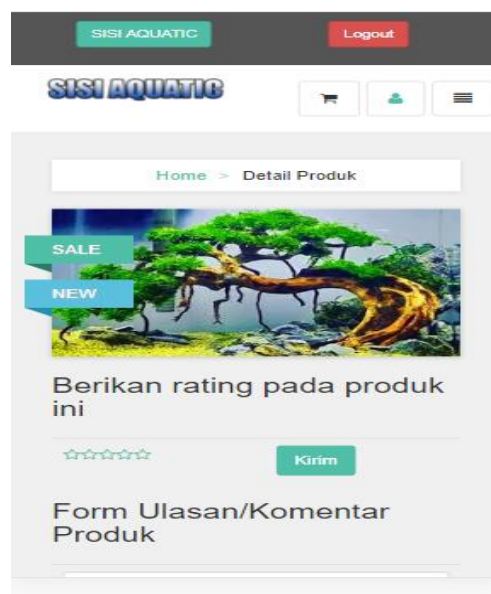 SISI AQUATIC
Logout
SISI AQUATIC
Home > Detail Produk
SALE
NEW
Berikan rating pada produk
ini
Kirim
Form Ulasan/Komentar
Produk